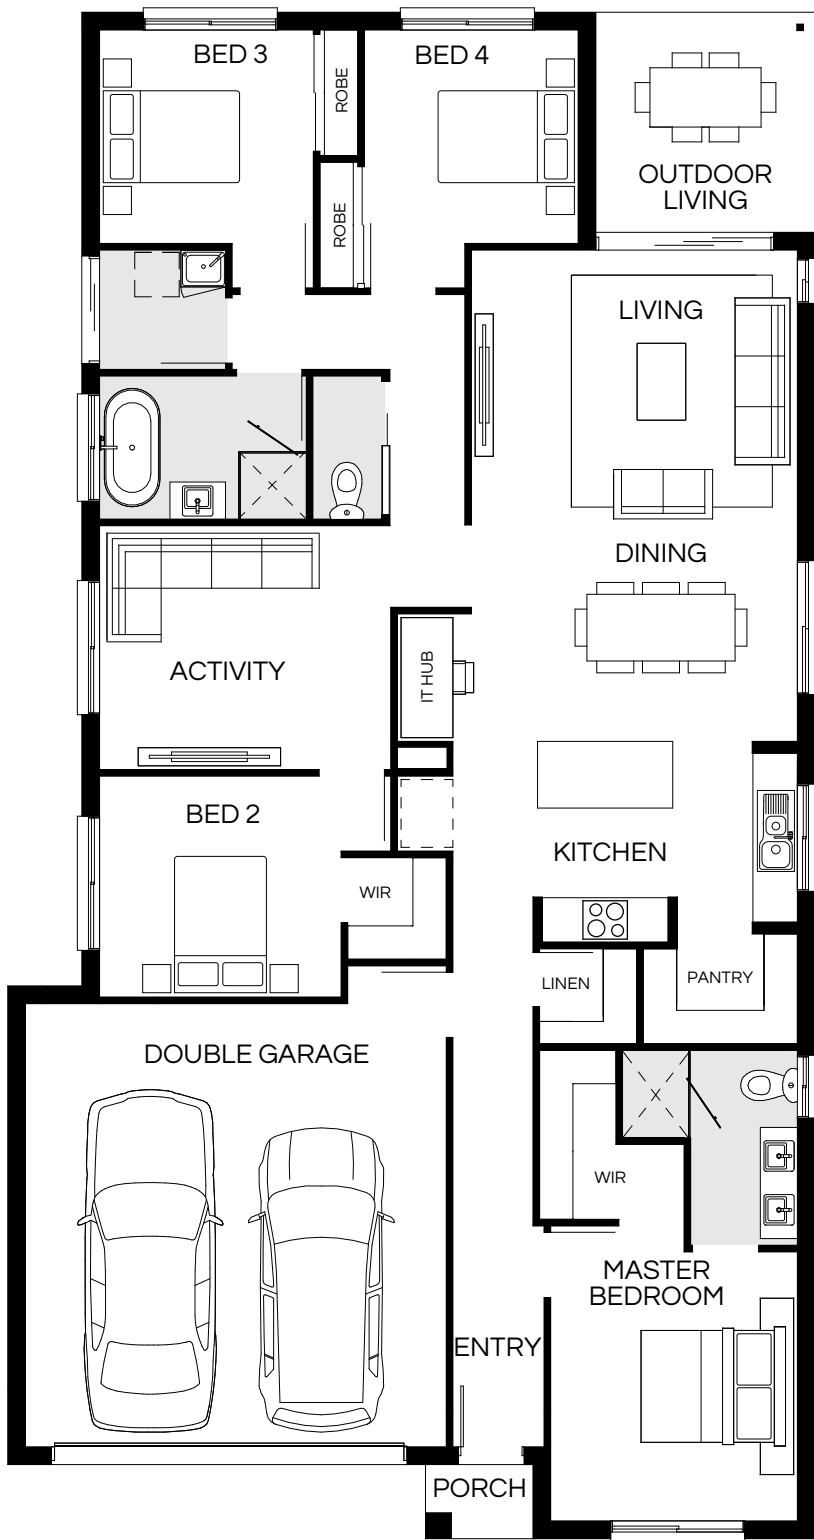 BED 3
BED 4
ROBE
ROBE
OUTDOOR
LIVING
LIVING
DINING
ACTIVITY
IT HUB
BED 2
KITCHEN
WIR
LINEN
PANTRY
DOUBLE GARAGE
WIR
MASTER
BEDROOM
ENTRY
PORCH